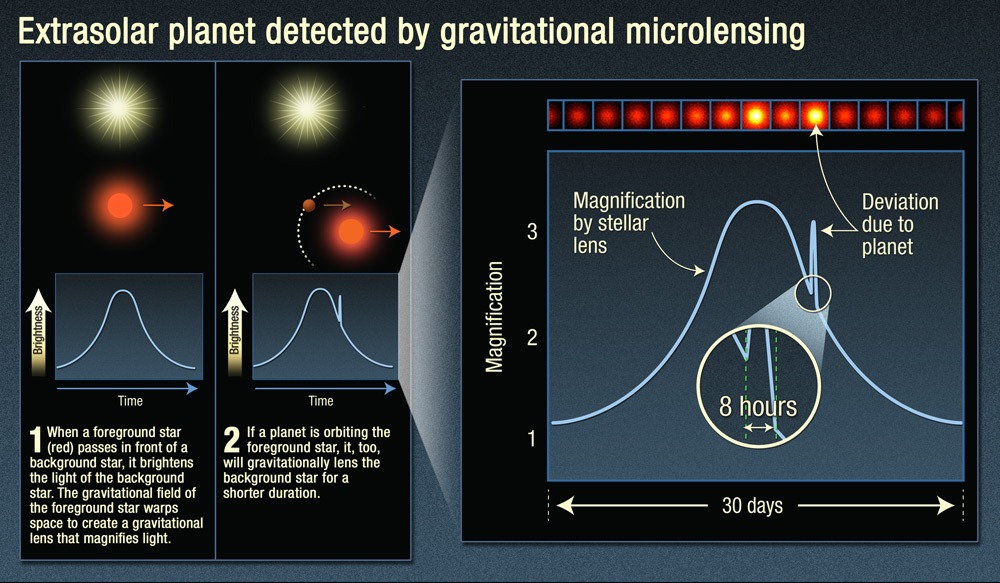 Extrasolar planet detected by gravitational microlensing
Brightness
Time
1 When a foreground star
(red) passes in front of a
background star, it brightens
the light of the background
star. The gravitational field of
the foreground star warps
space to create a gravitational
lens that magnifies light.
Brightness
Time
2 If a planet is orbiting the
foreground star, it, too,
will gravitationally lens the
background star for a
shorter duration.
Magnification
by stellar
lens
Deviation
due to
planet
Magnification
3
2
1
8 hours
30 days